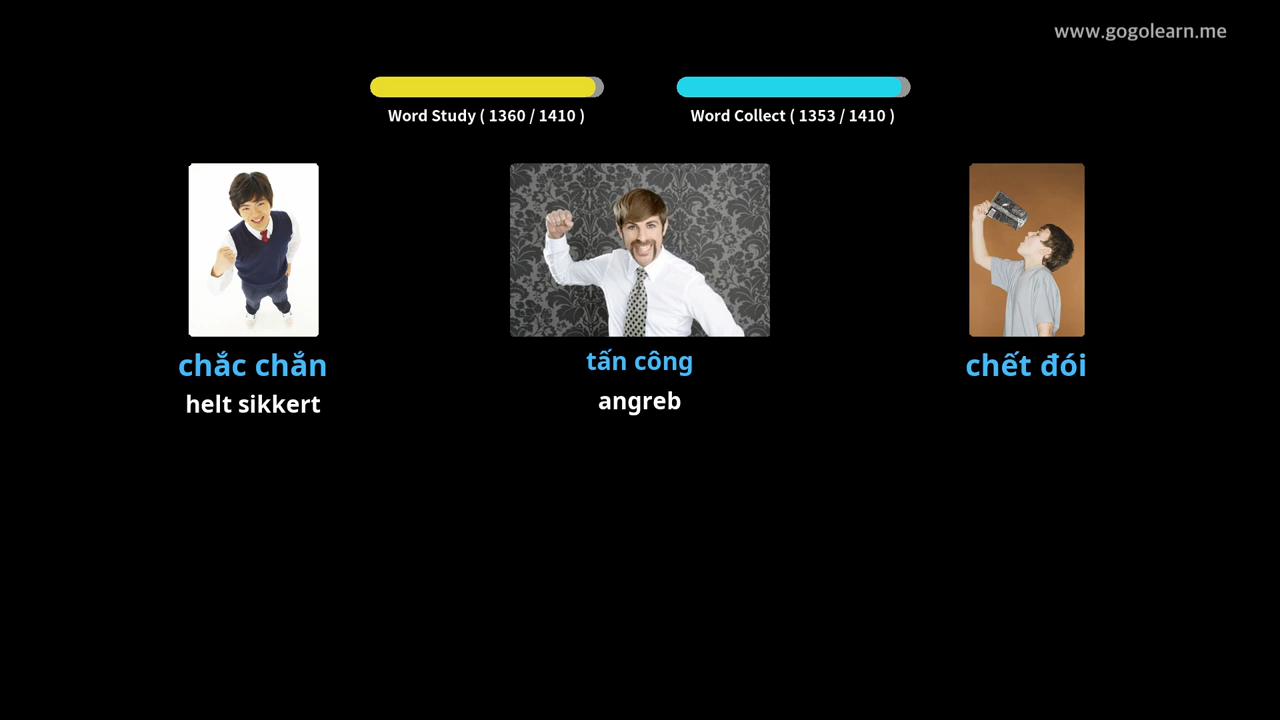 www.gogolearn.me
Word Study ( 1360 / 1410 )
Word Collect ( 1353 / 1410 )
chắc chắn
helt sikkert
tấn công
angreb
chết đói